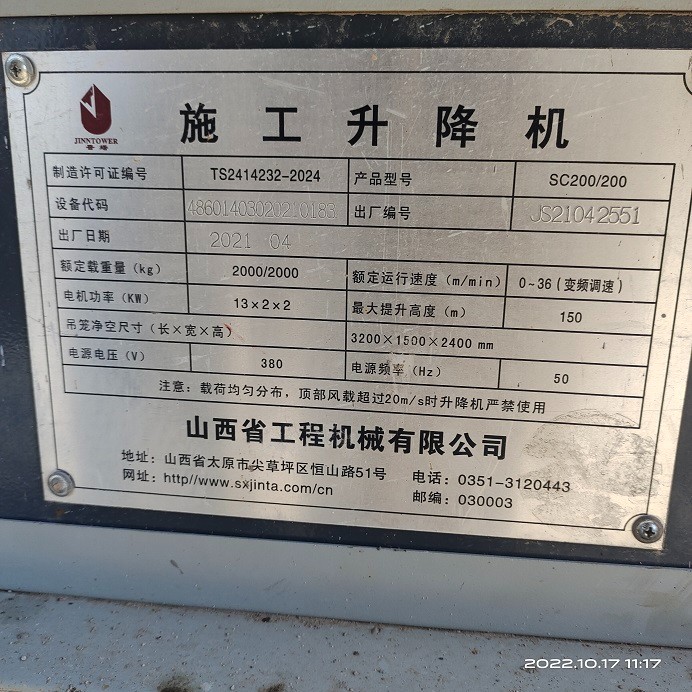 JINNTOWER
晋塔
施工升降机
制造许可证编号 TS2414232-2024 产品型号 SC200/200
设备代码 48601403020210183 出厂编号 JS21042551
出厂日期 2021 04
额定载重量（kg） 2000/2000 额定运行速度（m/min） 0~36（变频调速）
电机功率（KW） 13×2×2 最大提升高度（m） 150
吊笼净空尺寸（长×宽×高） 3200×1500×2400 mm
电源电压（V） 380 电源频率（Hz） 50
注意：载荷均匀分布，顶部风载超过20m/s时升降机严禁使用
山西省工程机械有限公司
地址：山西省太原市尖草坪区恒山路51号 电话：0351-3120443
网址：http//www.sxjinta.com/cn 邮编：030003
2022.10.17 11:17